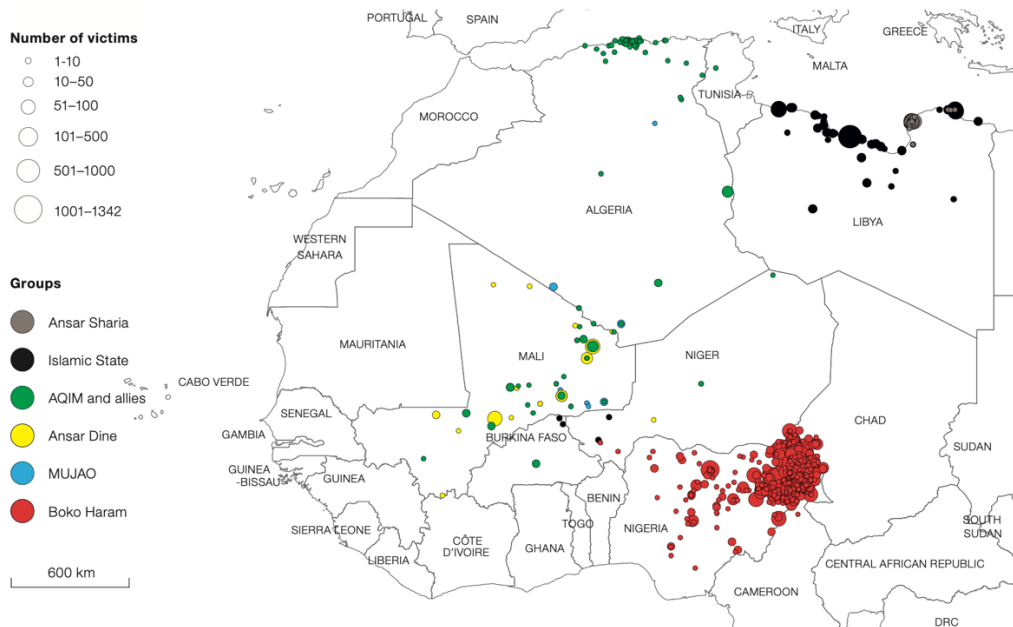 Number of victims
1-10
10–50
51–100
101–500
501–1000
1001–1342
Groups
Ansar Sharia
Islamic State
AQIM and allies
Ansar Dine
MUJAO
Boko Haram
600 km
PORTUGAL
SPAIN
ITALY
GREECE
MALTA
TUNISIA
MOROCCO
ALGERIA
LIBYA
WESTERN
SAHARA
MAURITANIA
MALI
NIGER
CHAD
SUDAN
CABO VERDE
SENEGAL
GAMBIA
GUINEA
-BISSAU
GUINEA
BURKINA FASO
BENIN
TOGO
NIGERIA
SIERRA LEONE
LIBERIA
CÔTE
D'IVOIRE
GHANA
SOUTH
SUDAN
CENTRAL AFRICAN REPUBLIC
CAMEROON
DRC